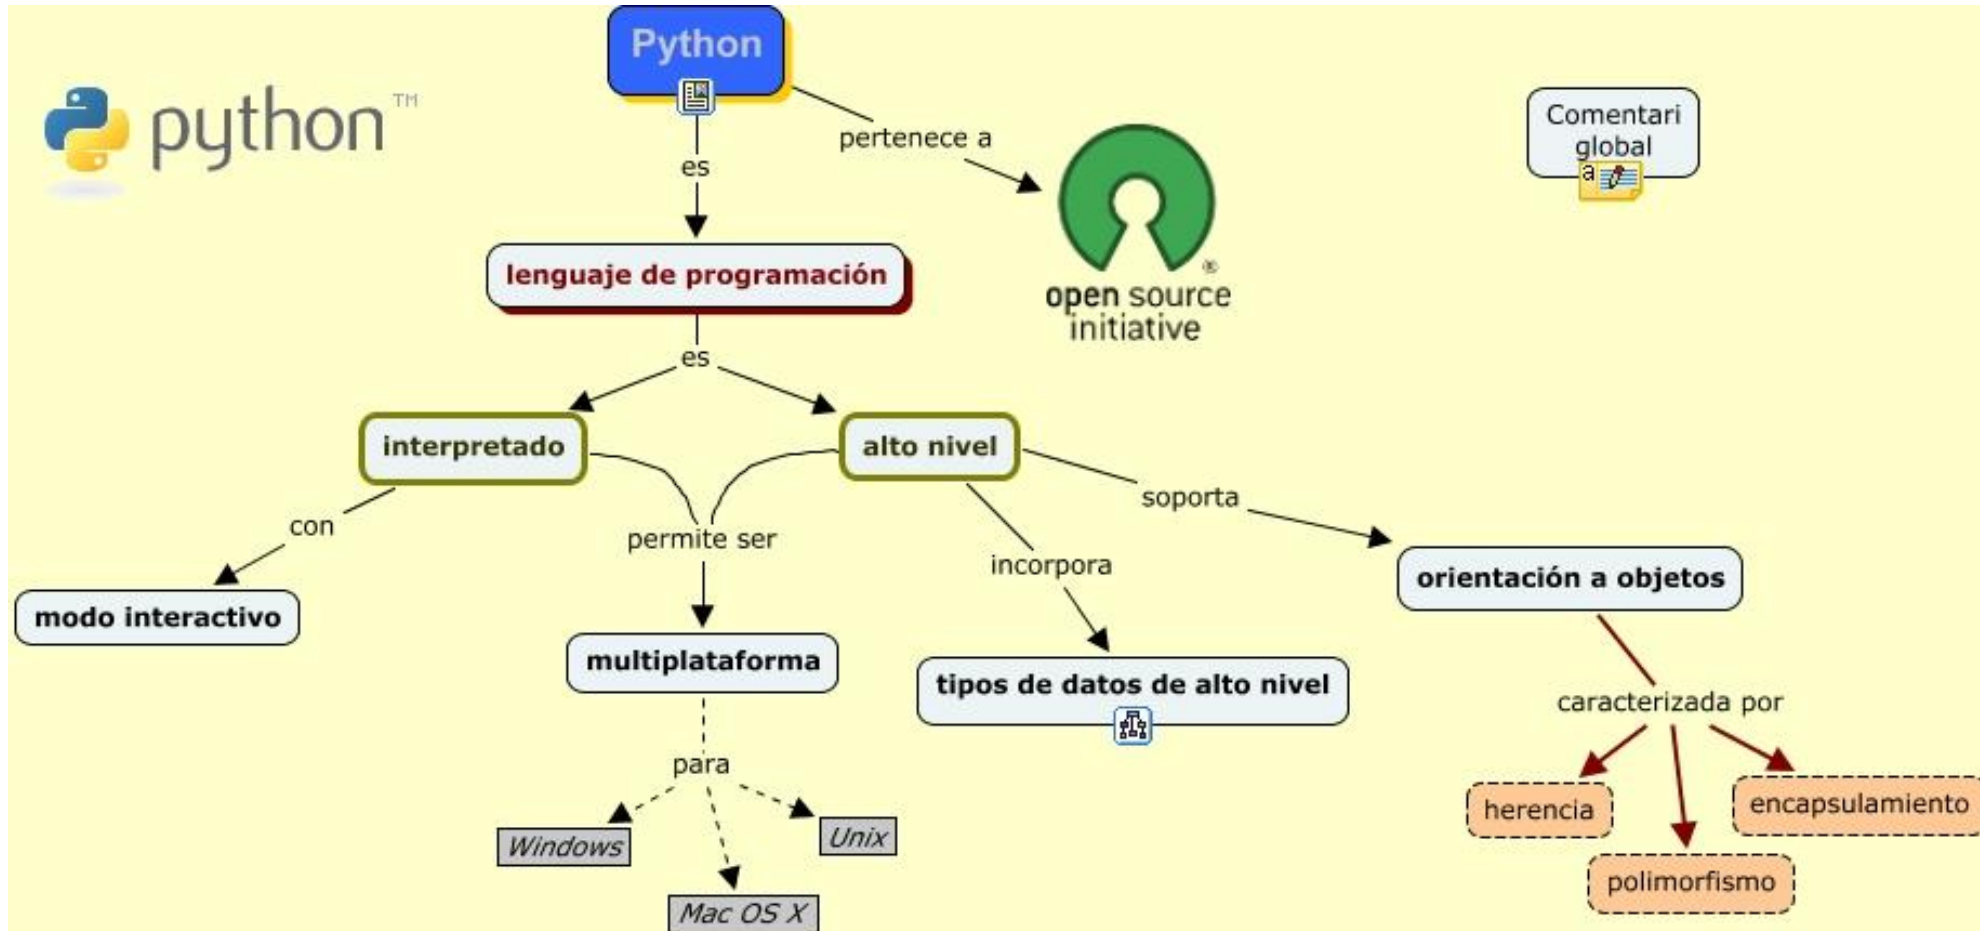 Python
python™
pertenece a
Comentari
global
a
es
lenguaje de programación
®
open source
initiative
es
interpretado
alto nivel
soporta
con
permite ser
incorpora
orientación a objetos
modo interactivo
multiplataforma
tipos de datos de alto nivel
caracterizada por
para
herencia
encapsulamiento
Windows
Unix
polimorfismo
Mac OS X